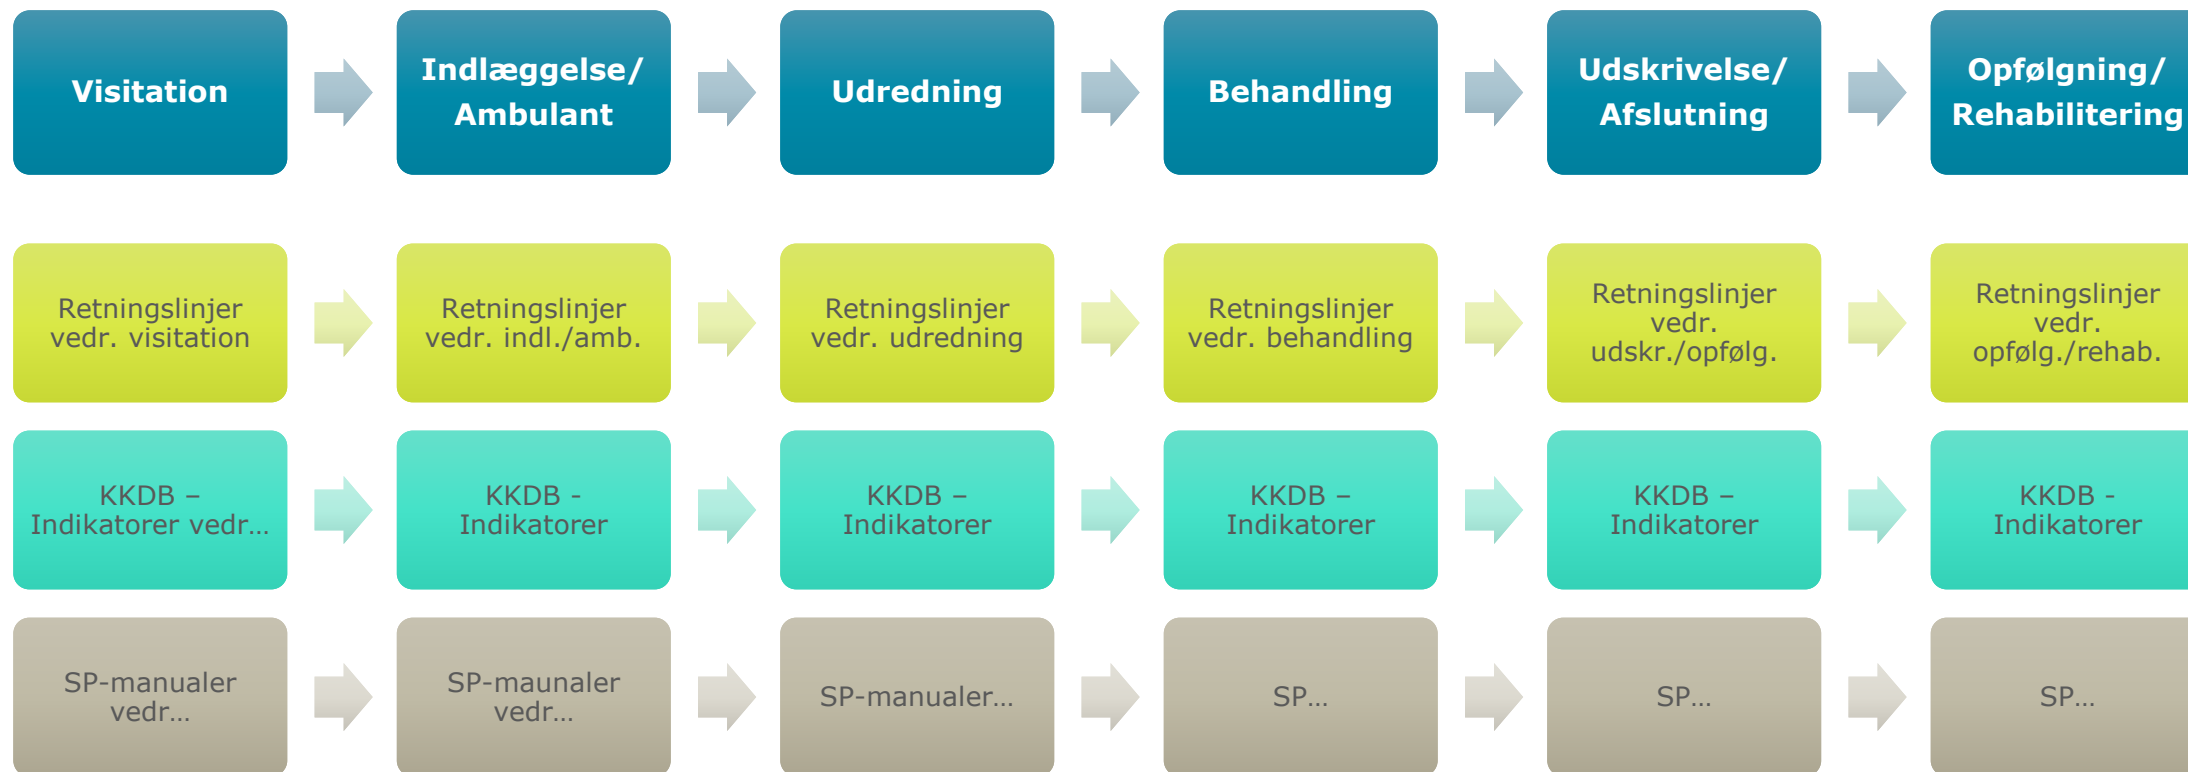 Visitation
Indlæggelse/
Ambulant
Udredning
Behandling
Udskrivelse/
Afslutning
Opfølgning/
Rehabilitering
Retningslinjer
vedr. visitation
Retningslinjer
vedr. indl./amb.
Retningslinjer
vedr. udredning
Retningslinjer
vedr. behandling
Retningslinjer
vedr.
udskr./opfølg.
Retningslinjer
vedr.
opfølg./rehab.
KKDB –
Indikatorer vedr…
KKDB -
Indikatorer
KKDB –
Indikatorer
KKDB –
Indikatorer
KKDB –
Indikatorer
KKDB -
Indikatorer
SP-manualer
vedr…
SP-maunaler
vedr…
SP-manualer…
SP…
SP…
SP…